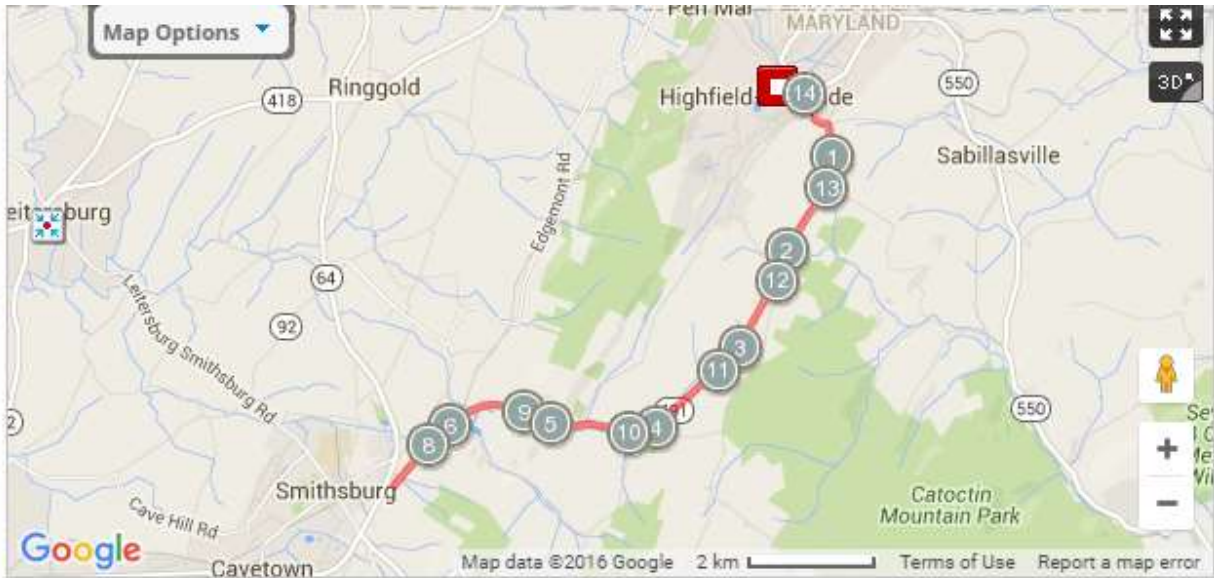 Pen Mar
Map Options
MARYLAND
Ringgold
418
Highfield-
14
de
550
3D
Sabillasville
1
13
Edgemont Rd
burg
2
12
64
92
Leitersburg Smithsburg Rd
3
11
550
9
5
6
8
10
4
Smithsburg
Catoctin
Mountain Park
+
−
Cave Hill Rd
Google
Cavetown
Map data ©2016 Google
2 km
Terms of Use
Report a map error